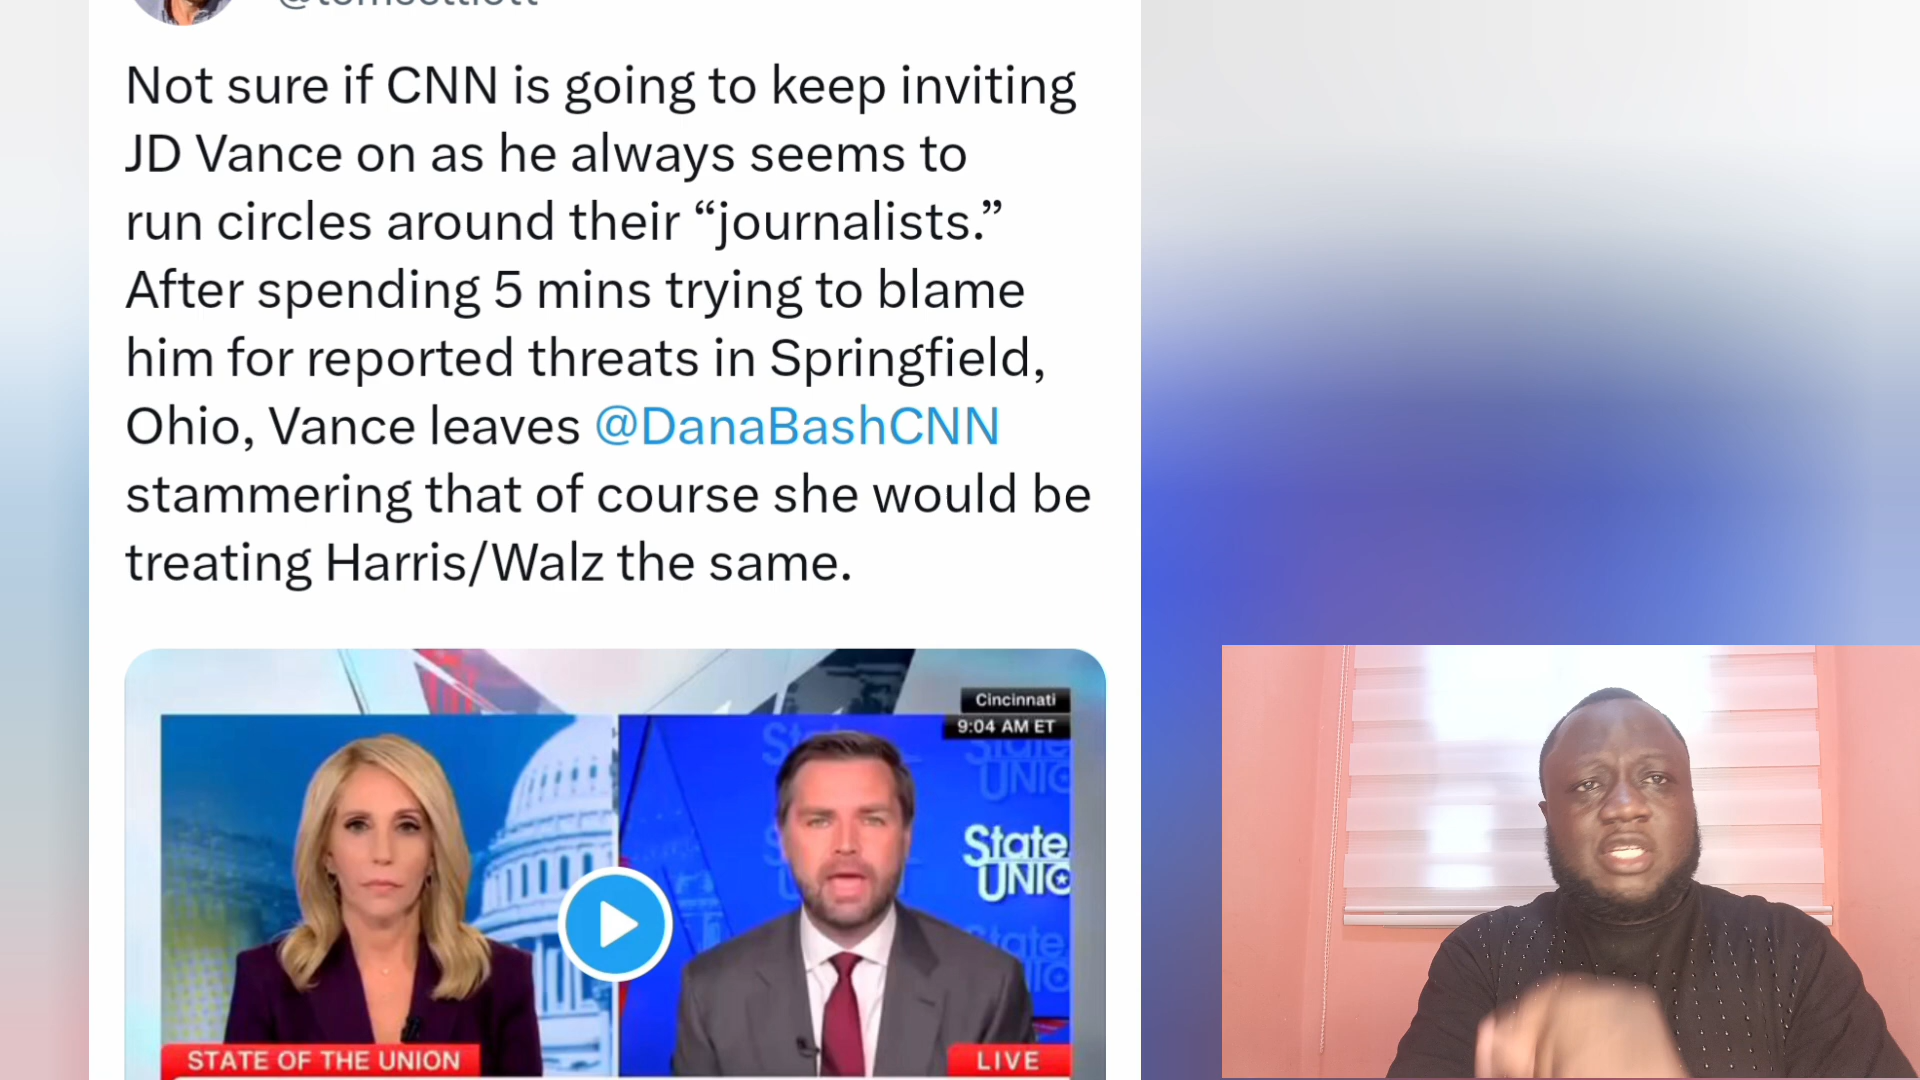 @tomselliott
Not sure if CNN is going to keep inviting
JD Vance on as he always seems to
run circles around their “journalists.”
After spending 5 mins trying to blame
him for reported threats in Springfield,
Ohio, Vance leaves @DanaBashCNN
stammering that of course she would be
treating Harris/Walz the same.
Cincinnati
9:04 AM ET
State
UNIO
STATE OF THE UNION
LIVE